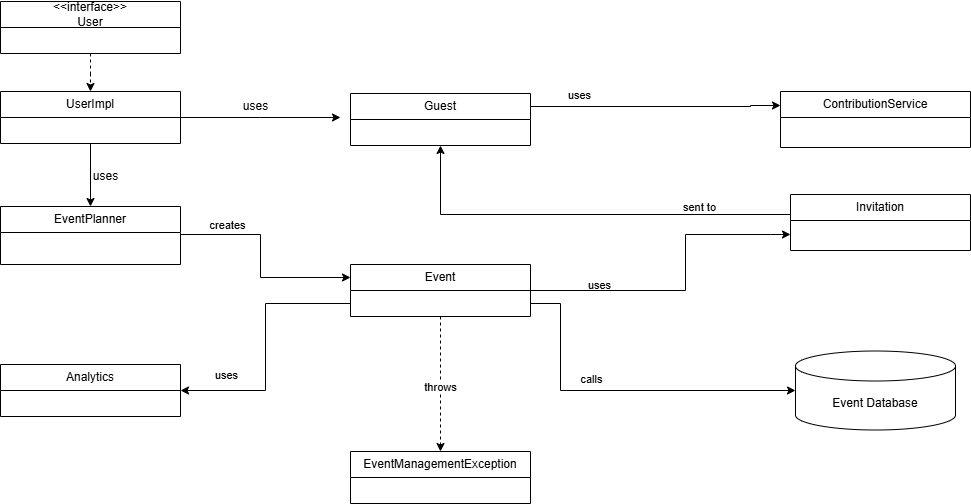 <<interface>>
User
UserImpl
uses
Guest
uses
ContributionService
uses
EventPlanner
creates
sent to
Invitation
Event
uses
Analytics
uses
throws
calls
Event Database
EventManagementException